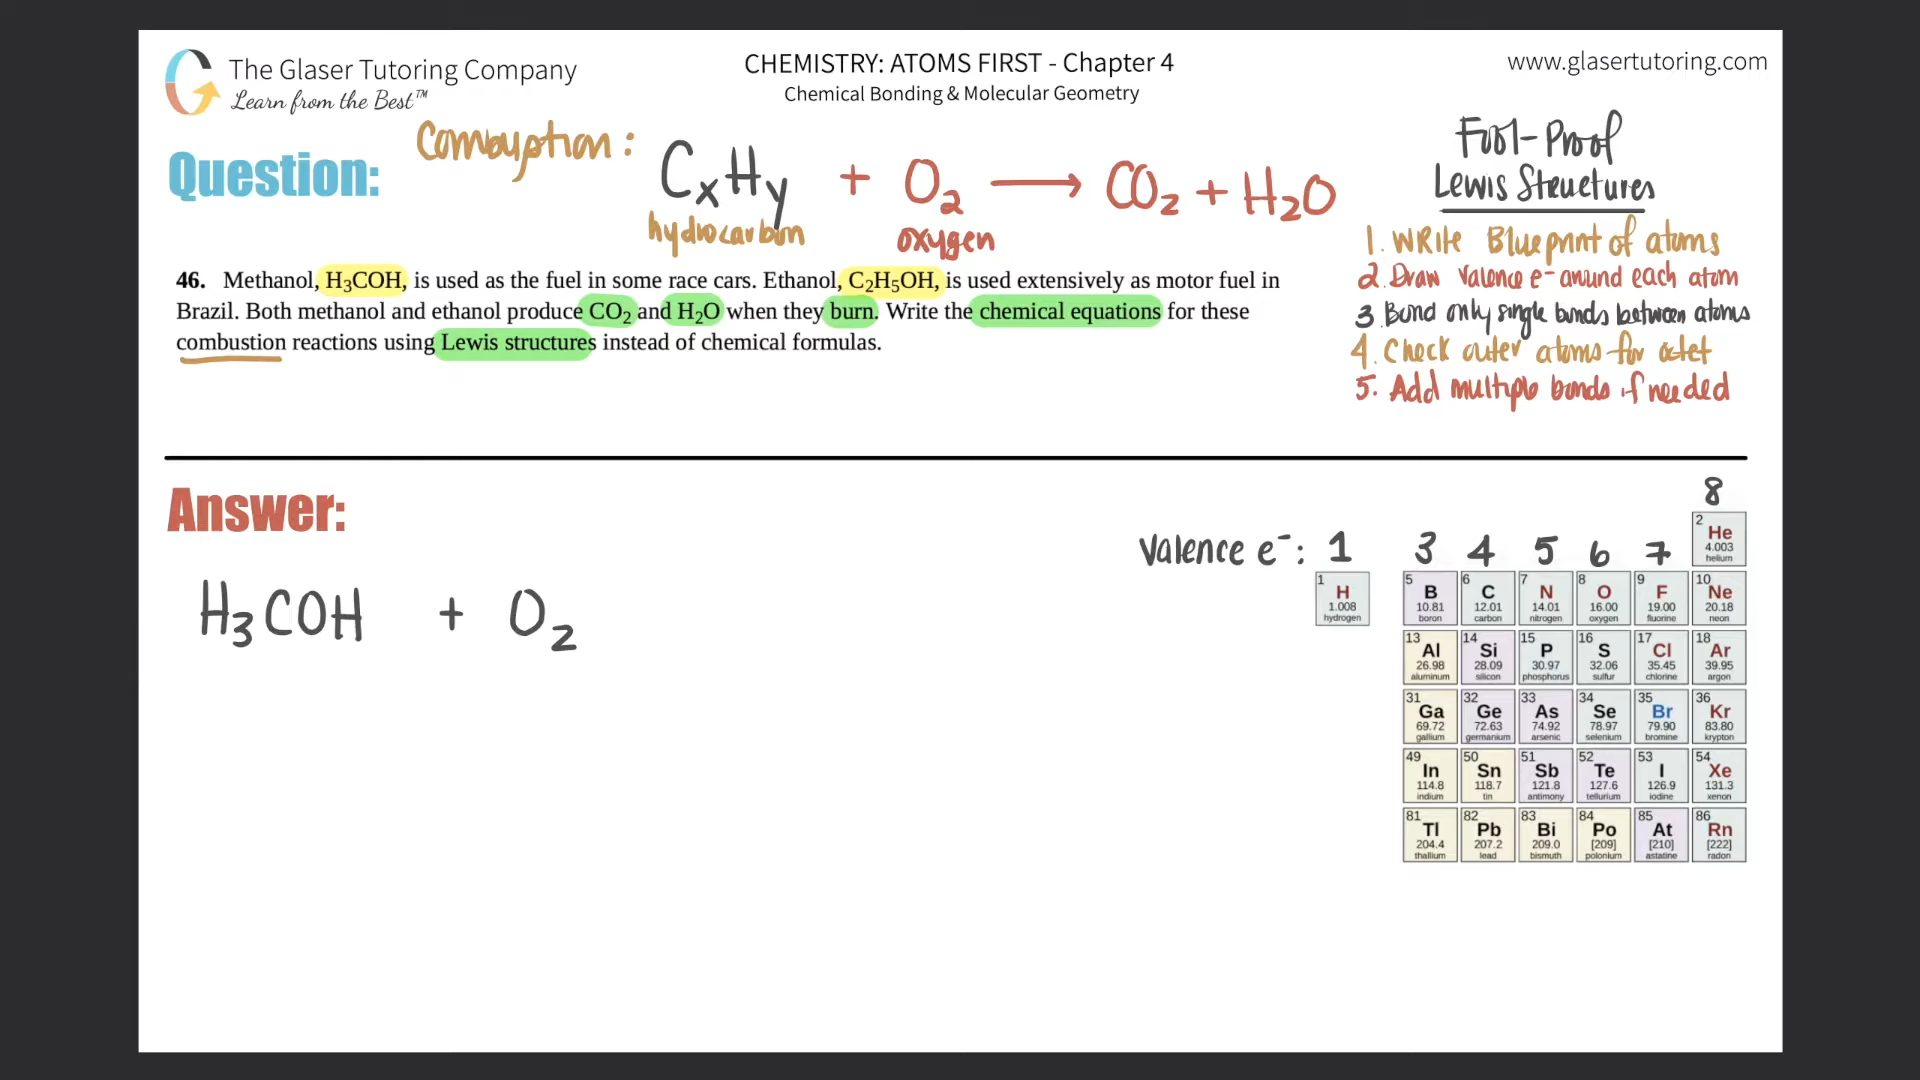 The Glaser Tutoring Company
Learn from the Best™
CHEMISTRY: ATOMS FIRST - Chapter 4
Chemical Bonding & Molecular Geometry
www.glasertutoring.com
Question:
Combustion:
CxHy + O₂ → CO₂ + H₂O
hydrocarbon
oxygen
Fool-Proof
Lewis Structures
1. Write Blueprint of atoms
2. Draw valence e- around each atom
3. Bond only single bonds between atoms
4. Check outer atoms for octet
5. Add multiple bonds if needed
46. Methanol, H₃COH, is used as the fuel in some race cars. Ethanol, C₂H₅OH, is used extensively as motor fuel in
Brazil. Both methanol and ethanol produce CO₂ and H₂O when they burn. Write the chemical equations for these
combustion reactions using Lewis structures instead of chemical formulas.
Answer:
H₃COH + O₂
Valence e⁻: 1 3 4 5 6 7 8
2
He
4.003
helium
1
H
1.008
hydrogen
5
B
10.81
boron
6
C
12.01
carbon
7
N
14.01
nitrogen
8
O
16.00
oxygen
9
F
19.00
fluorine
10
Ne
20.18
neon
13
Al
26.98
aluminum
14
Si
28.09
silicon
15
P
30.97
phosphorus
16
S
32.06
sulfur
17
Cl
35.45
chlorine
18
Ar
39.95
argon
31
Ga
69.72
gallium
32
Ge
72.63
germanium
33
As
74.92
arsenic
34
Se
78.97
selenium
35
Br
79.90
bromine
36
Kr
83.80
krypton
49
In
114.8
indium
50
Sn
118.7
tin
51
Sb
121.8
antimony
52
Te
127.6
tellurium
53
I
126.9
iodine
54
Xe
131.3
xenon
81
Tl
204.4
thallium
82
Pb
207.2
lead
83
Bi
209.0
bismuth
84
Po
[209]
polonium
85
At
[210]
astatine
86
Rn
[222]
radon